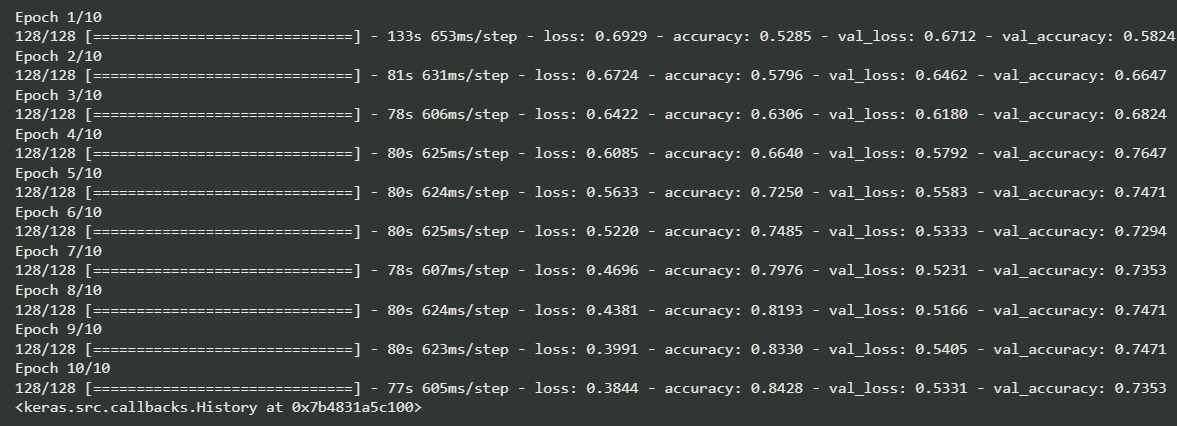 Epoch 1/10
128/128 [==============================] - 133s 653ms/step - loss: 0.6929 - accuracy: 0.5285 - val_loss: 0.6712 - val_accuracy: 0.5824
Epoch 2/10
128/128 [==============================] - 81s 631ms/step - loss: 0.6724 - accuracy: 0.5796 - val_loss: 0.6462 - val_accuracy: 0.6647
Epoch 3/10
128/128 [==============================] - 78s 606ms/step - loss: 0.6422 - accuracy: 0.6306 - val_loss: 0.6180 - val_accuracy: 0.6824
Epoch 4/10
128/128 [==============================] - 80s 625ms/step - loss: 0.6085 - accuracy: 0.6640 - val_loss: 0.5792 - val_accuracy: 0.7647
Epoch 5/10
128/128 [==============================] - 80s 624ms/step - loss: 0.5633 - accuracy: 0.7250 - val_loss: 0.5583 - val_accuracy: 0.7471
Epoch 6/10
128/128 [==============================] - 80s 625ms/step - loss: 0.5220 - accuracy: 0.7485 - val_loss: 0.5333 - val_accuracy: 0.7294
Epoch 7/10
128/128 [==============================] - 78s 607ms/step - loss: 0.4696 - accuracy: 0.7976 - val_loss: 0.5231 - val_accuracy: 0.7353
Epoch 8/10
128/128 [==============================] - 80s 624ms/step - loss: 0.4381 - accuracy: 0.8193 - val_loss: 0.5166 - val_accuracy: 0.7471
Epoch 9/10
128/128 [==============================] - 80s 623ms/step - loss: 0.3991 - accuracy: 0.8330 - val_loss: 0.5405 - val_accuracy: 0.7471
Epoch 10/10
128/128 [==============================] - 77s 605ms/step - loss: 0.3844 - accuracy: 0.8428 - val_loss: 0.5331 - val_accuracy: 0.7353
<keras.src.callbacks.History at 0x7b4831a5c100>